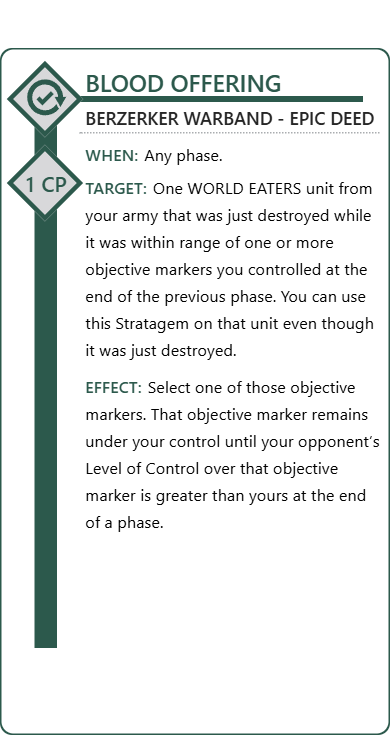 BLOOD OFFERING
BERZERKER WARBAND - EPIC DEED
WHEN: Any phase.
1 CP
TARGET: One WORLD EATERS unit from
your army that was just destroyed while
it was within range of one or more
objective markers you controlled at the
end of the previous phase. You can use
this Stratagem on that unit even though
it was just destroyed.
EFFECT: Select one of those objective
markers. That objective marker remains
under your control until your opponent's
Level of Control over that objective
marker is greater than yours at the end
of a phase.